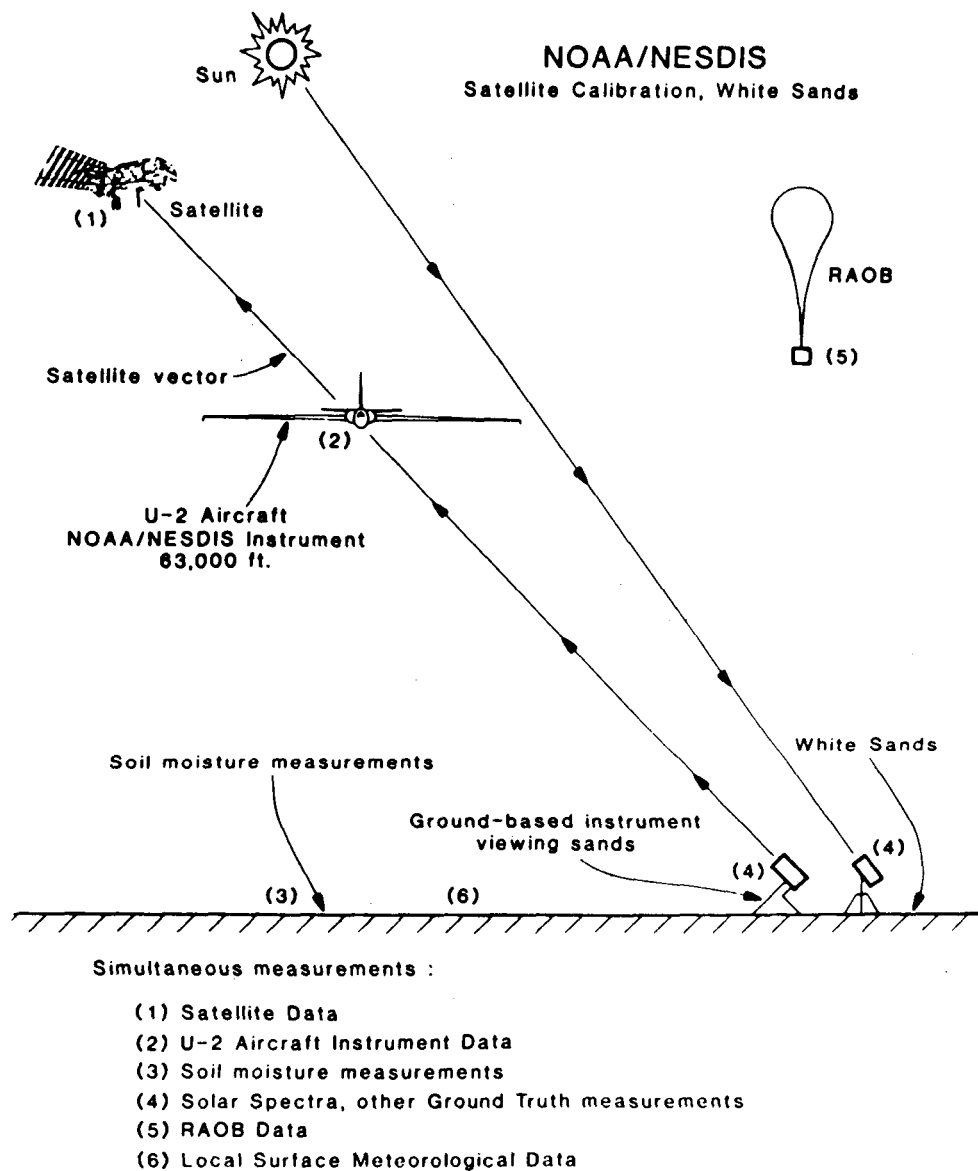 NOAA/NESDIS
Satellite Calibration, White Sands
Sun
(1)
Satellite
RAOB
(5)
Satellite vector
(2)
U-2 Aircraft
NOAA/NESDIS Instrument
63,000 ft.
White Sands
Soil moisture measurements
Ground-based instrument
viewing sands
(4)
(4)
(3)
(6)
Simultaneous measurements :
(1) Satellite Data
(2) U-2 Aircraft Instrument Data
(3) Soil moisture measurements
(4) Solar Spectra, other Ground Truth measurements
(5) RAOB Data
(6) Local Surface Meteorological Data